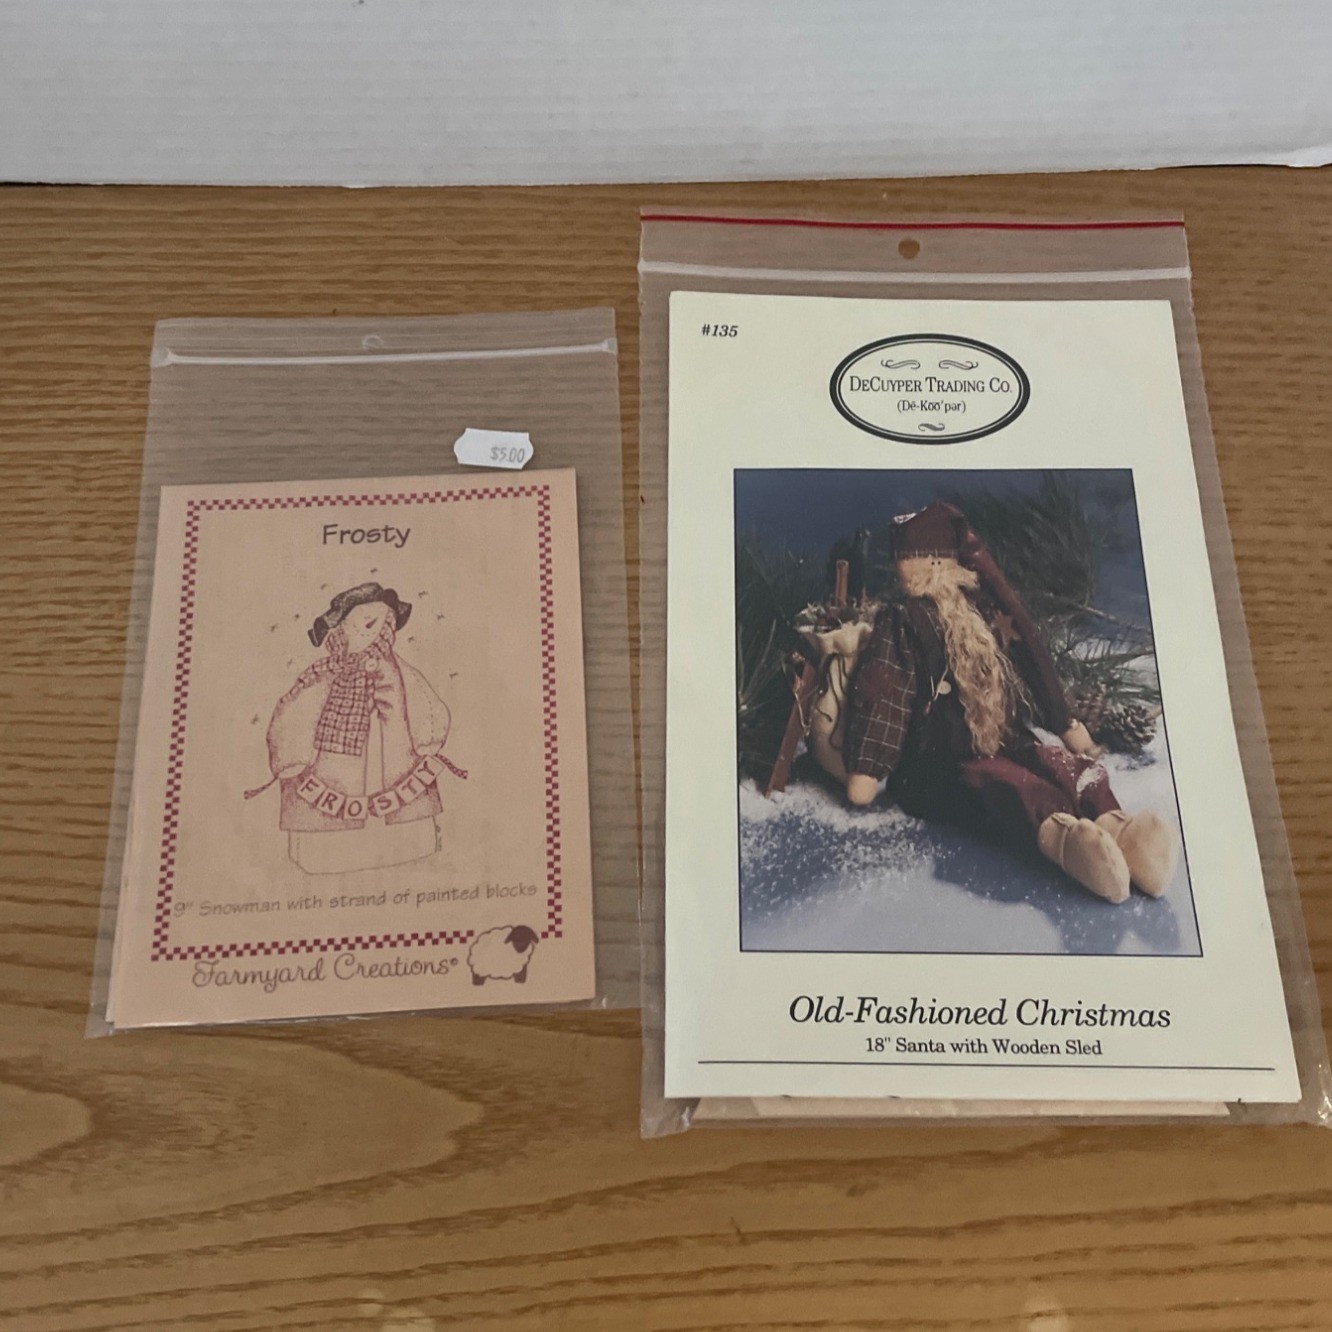 $5.00
Frosty
FROSTY
9" Snowman with strand of painted blocks
Farmyard Creations©
#135
DECUYPER TRADING CO.
(Dē-Kōō'pər)
Old-Fashioned Christmas
18" Santa with Wooden Sled